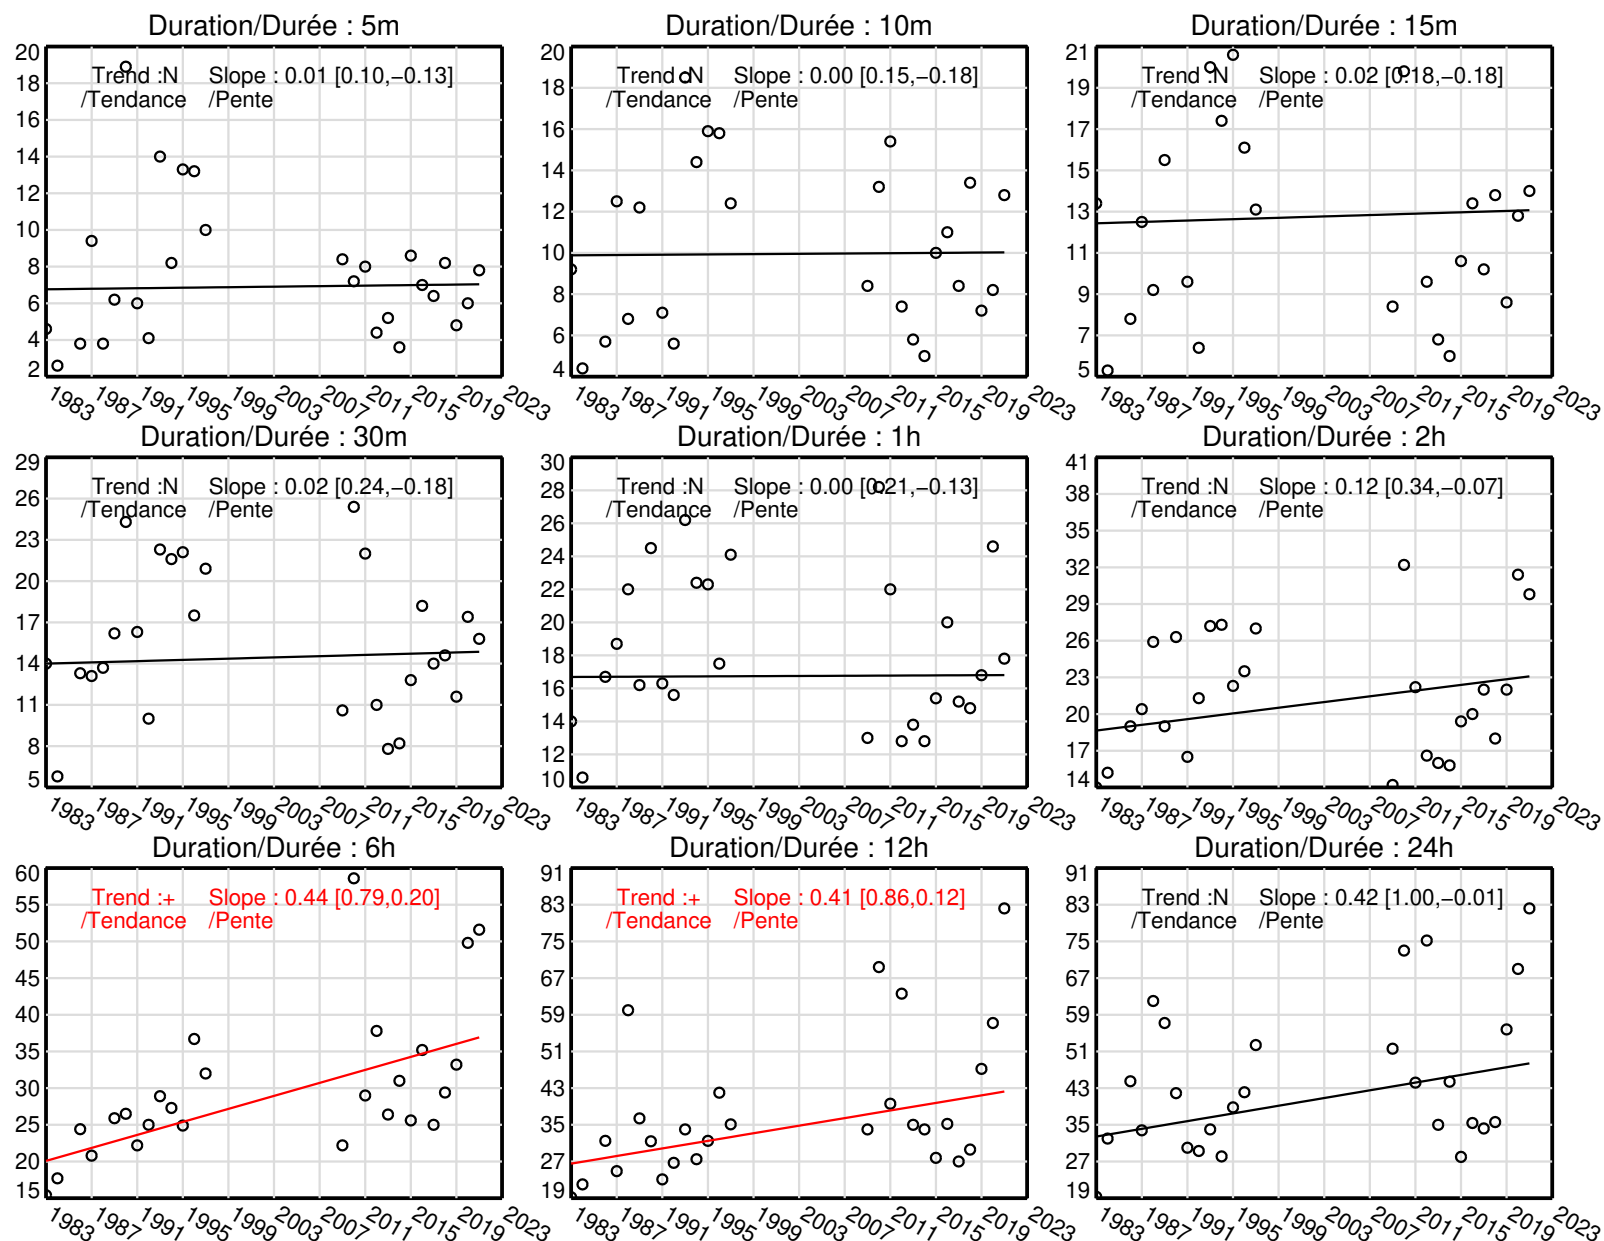 Duration/Durée : 5m
20
18
16
14
12
10
8
6
4
2
Trend :N Slope : 0.01 [0.10,−0.13]
/Tendance /Pente
1983 1987 1991 1995 1999 2003 2007 2011 2015 2019 2023
Duration/Durée : 10m
20
18
16
14
12
10
8
6
4
Trend :N Slope : 0.00 [0.15,−0.18]
/Tendance /Pente
1983 1987 1991 1995 1999 2003 2007 2011 2015 2019 2023
Duration/Durée : 15m
21
19
17
15
13
11
9
7
5
Trend :N Slope : 0.02 [0.18,−0.18]
/Tendance /Pente
1983 1987 1991 1995 1999 2003 2007 2011 2015 2019 2023
Duration/Durée : 30m
29
26
23
20
17
14
11
8
5
Trend :N Slope : 0.02 [0.24,−0.18]
/Tendance /Pente
1983 1987 1991 1995 1999 2003 2007 2011 2015 2019 2023
Duration/Durée : 1h
30
28
26
24
22
20
18
16
14
12
10
Trend :N Slope : 0.00 [0.21,−0.13]
/Tendance /Pente
1983 1987 1991 1995 1999 2003 2007 2011 2015 2019 2023
Duration/Durée : 2h
41
38
35
32
29
26
23
20
17
14
Trend :N Slope : 0.12 [0.34,−0.07]
/Tendance /Pente
1983 1987 1991 1995 1999 2003 2007 2011 2015 2019 2023
Duration/Durée : 6h
60
55
50
45
40
35
30
25
20
15
Trend :+ Slope : 0.44 [0.79,0.20]
/Tendance /Pente
1983 1987 1991 1995 1999 2003 2007 2011 2015 2019 2023
Duration/Durée : 12h
91
83
75
67
59
51
43
35
27
19
Trend :+ Slope : 0.41 [0.86,0.12]
/Tendance /Pente
1983 1987 1991 1995 1999 2003 2007 2011 2015 2019 2023
Duration/Durée : 24h
91
83
75
67
59
51
43
35
27
19
Trend :N Slope : 0.42 [1.00,−0.01]
/Tendance /Pente
1983 1987 1991 1995 1999 2003 2007 2011 2015 2019 2023